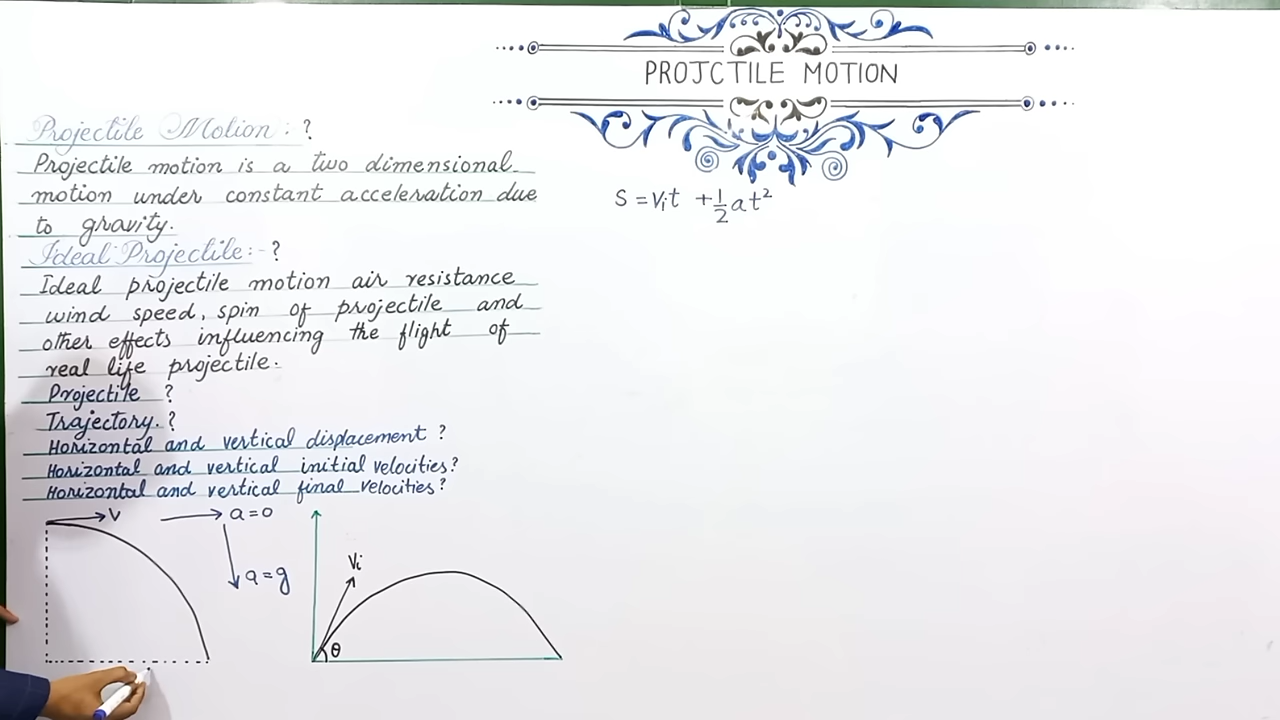 PROJCTILE MOTION
Projectile Motion : ?
Projectile motion is a two dimensional
motion under constant acceleration due
to gravity.
Ideal Projectile :- ?
Ideal projectile motion air resistance
wind speed, spin of projectile and
other effects influencing the flight of
real life projectile.
Projectile ?
Trajectory. ?
Horizontal and vertical displacement ?
Horizontal and vertical initial velocities?
Horizontal and vertical final velocities?
S = Vit + 1/2 at²
V
a = 0
a = g
Vi
θ